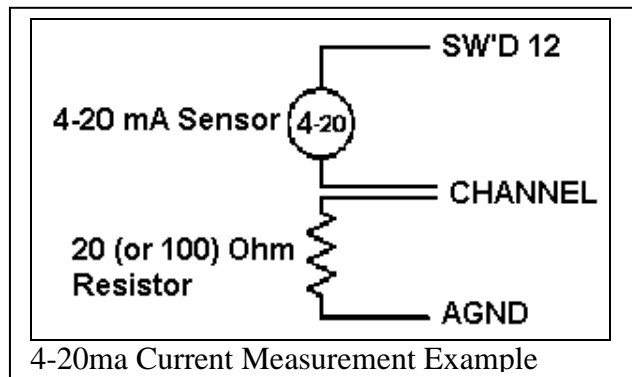 SW'D 12
4-20 mA Sensor
4-20
CHANNEL
20 (or 100) Ohm
Resistor
AGND
4-20ma Current Measurement Example